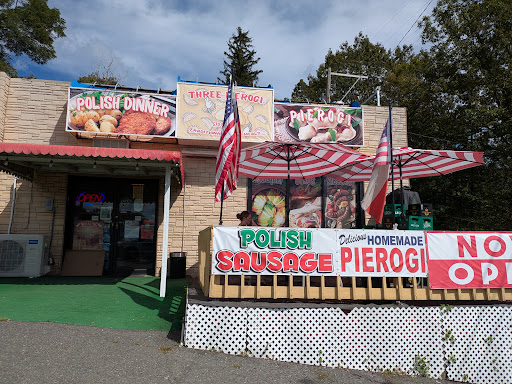 POLISH DINNER
THREE PIEROGI
PIEROGI
OPEN
POLISH
SAUSAGE
Delicious HOMEMADE
PIEROGI
NOW
OPEN